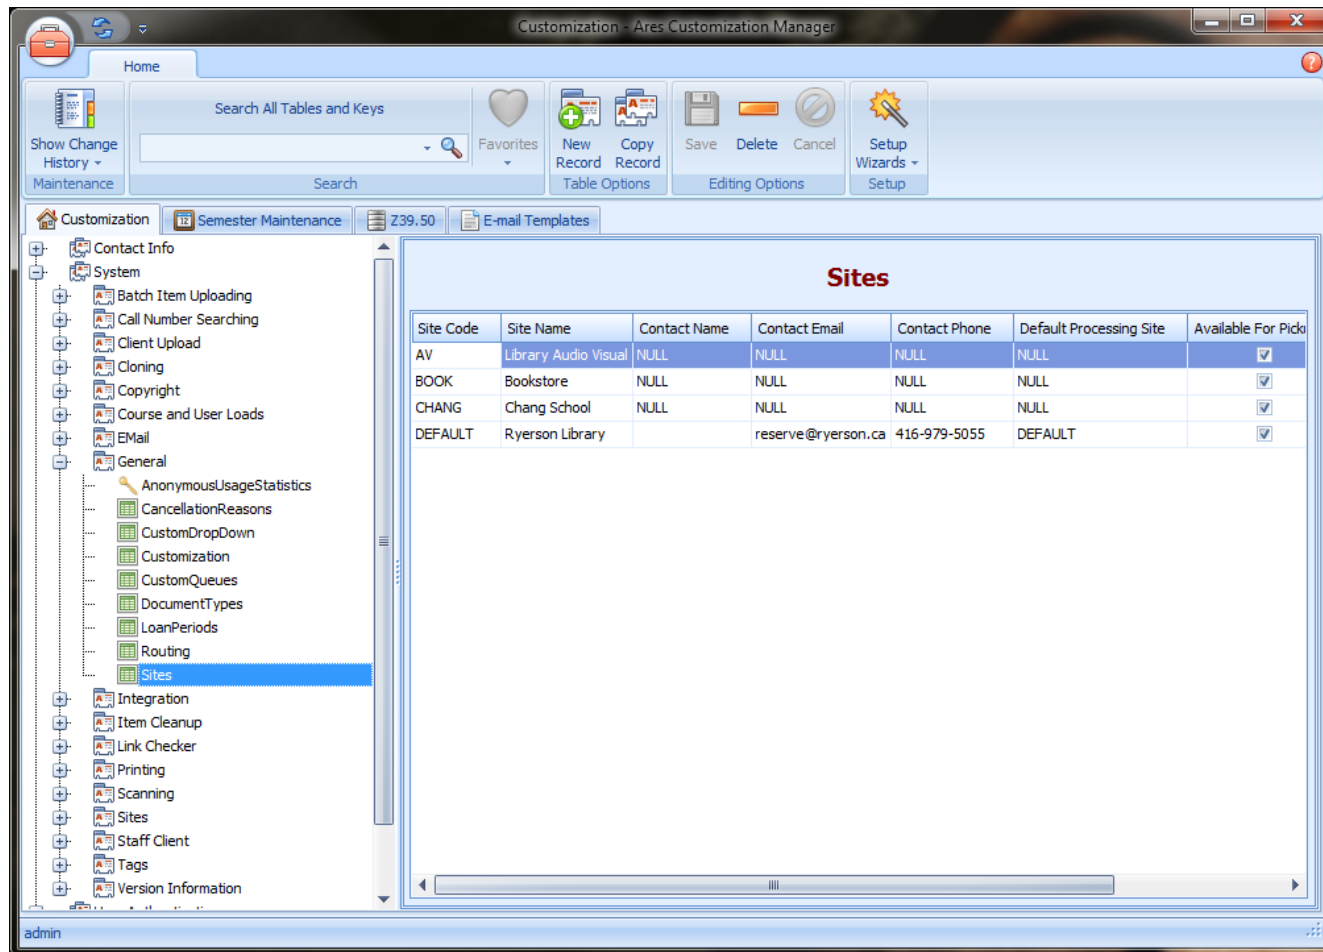 Customization - Ares Customization Manager
Home
Show Change History
Search All Tables and Keys
Favorites
New Record
Copy Record
Save
Delete
Cancel
Setup Wizards
Maintenance
Search
Table Options
Editing Options
Setup
Customization
12 Semester Maintenance
Z39.50
E-mail Templates
Contact Info
System
Batch Item Uploading
Call Number Searching
Client Upload
Cloning
Copyright
Course and User Loads
EMail
General
AnonymousUsageStatistics
CancellationReasons
CustomDropDown
Customization
CustomQueues
DocumentTypes
LoanPeriods
Routing
Sites
Integration
Item Cleanup
Link Checker
Printing
Scanning
Sites
Staff Client
Tags
Version Information
Sites
Site Code Site Name Contact Name Contact Email Contact Phone Default Processing Site Available For
AV Library Audio Visual NULL NULL NULL NULL
BOOK Bookstore NULL NULL NULL NULL
CHANG Chang School NULL NULL NULL NULL
DEFAULT Ryerson Library reserve@ryerson.ca 416-979-5055 DEFAULT
admin